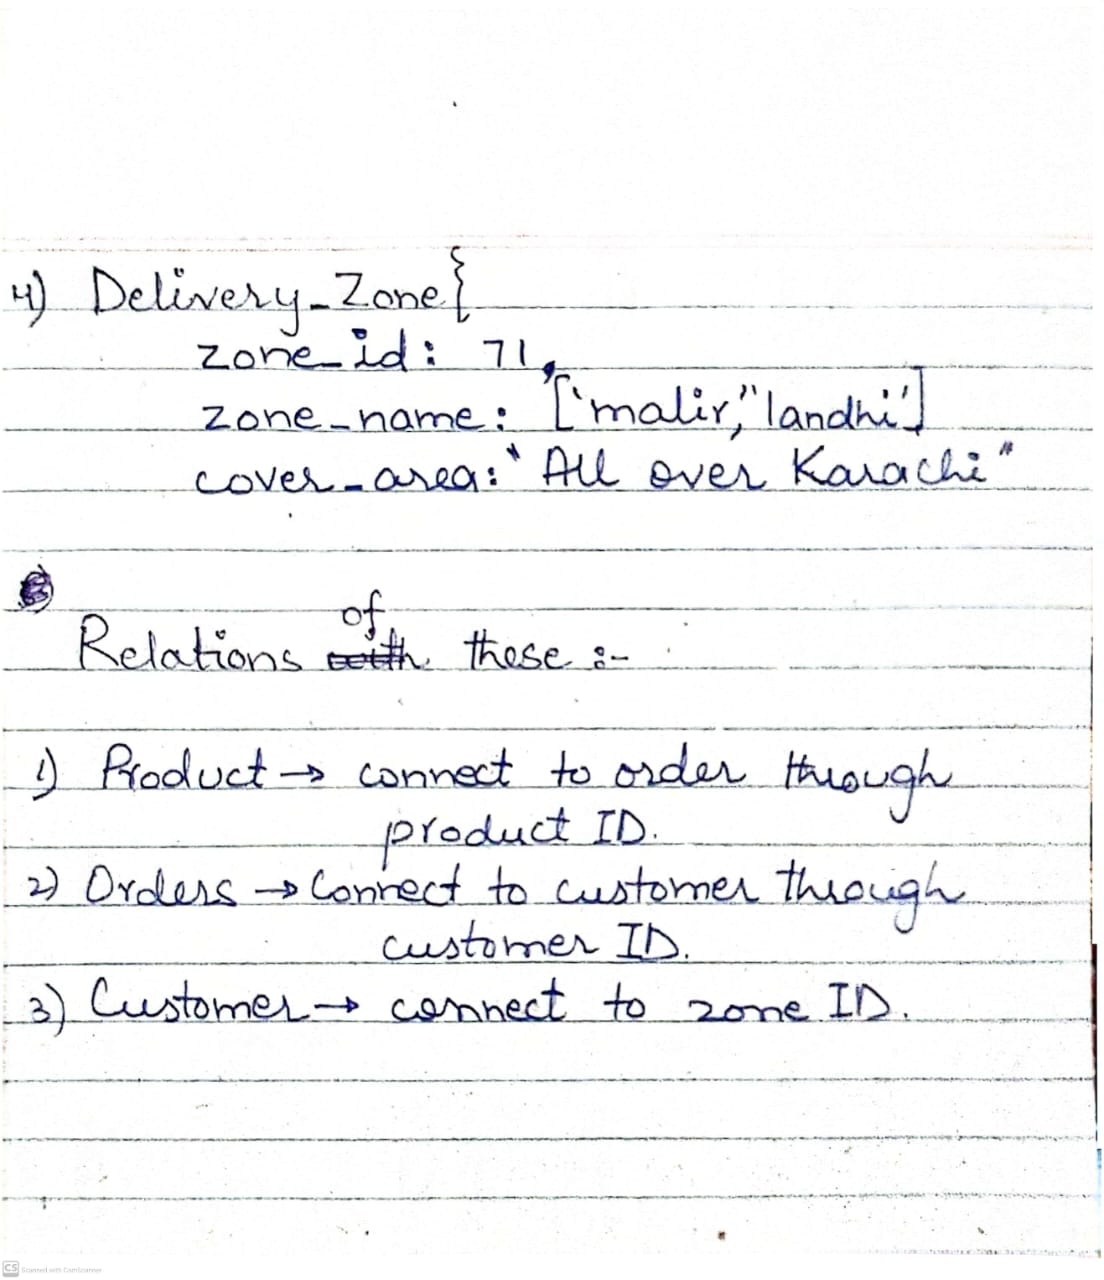 4) Delivery_Zone{
zone_id: 71,
zone_name: ['malir,''landhi']
cover_area: "All over Karachi"
of
Relations with these :-
1) Product → connect to order through
product ID.
2) Orders → Connect to customer through
customer ID.
3) Customer → connect to zone ID.
CS Scanned with CamScanner